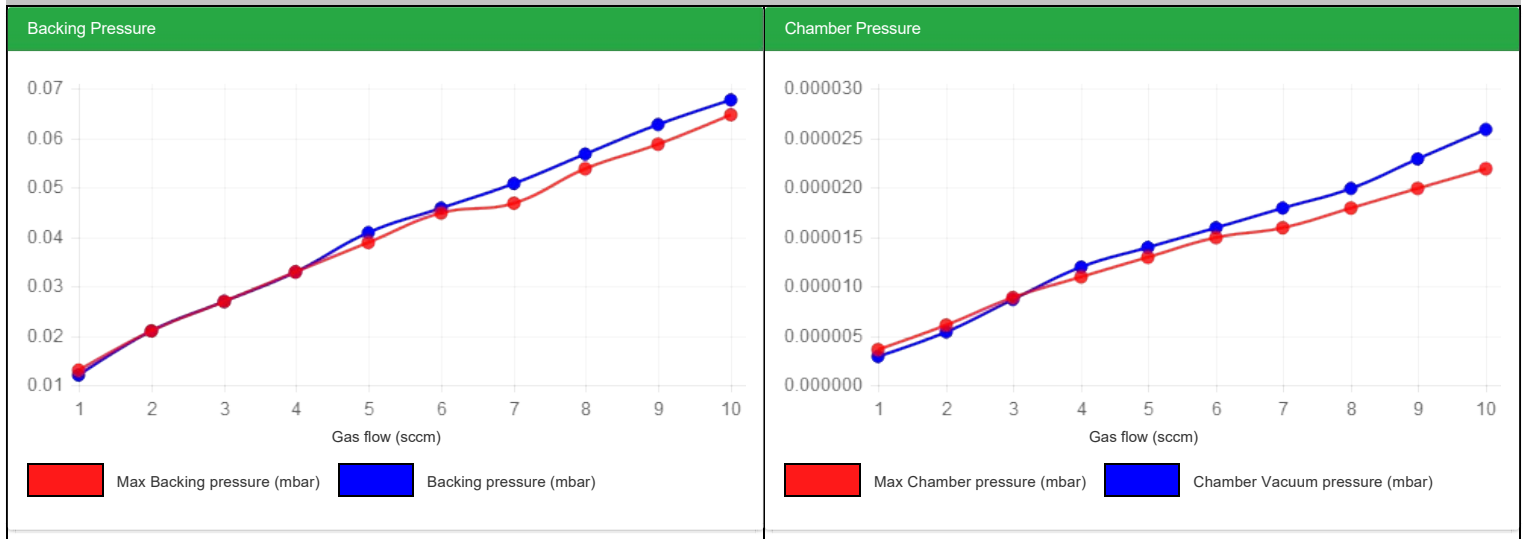 Backing Pressure
0.07
0.06
0.05
0.04
0.03
0.02
0.01
1 2 3 4 5 6 7 8 9 10
Gas flow (sccm)
Max Backing pressure (mbar) Backing pressure (mbar)
Chamber Pressure
0.000030
0.000025
0.000020
0.000015
0.000010
0.000005
0.000000
1 2 3 4 5 6 7 8 9 10
Gas flow (sccm)
Max Chamber pressure (mbar) Chamber Vacuum pressure (mbar)